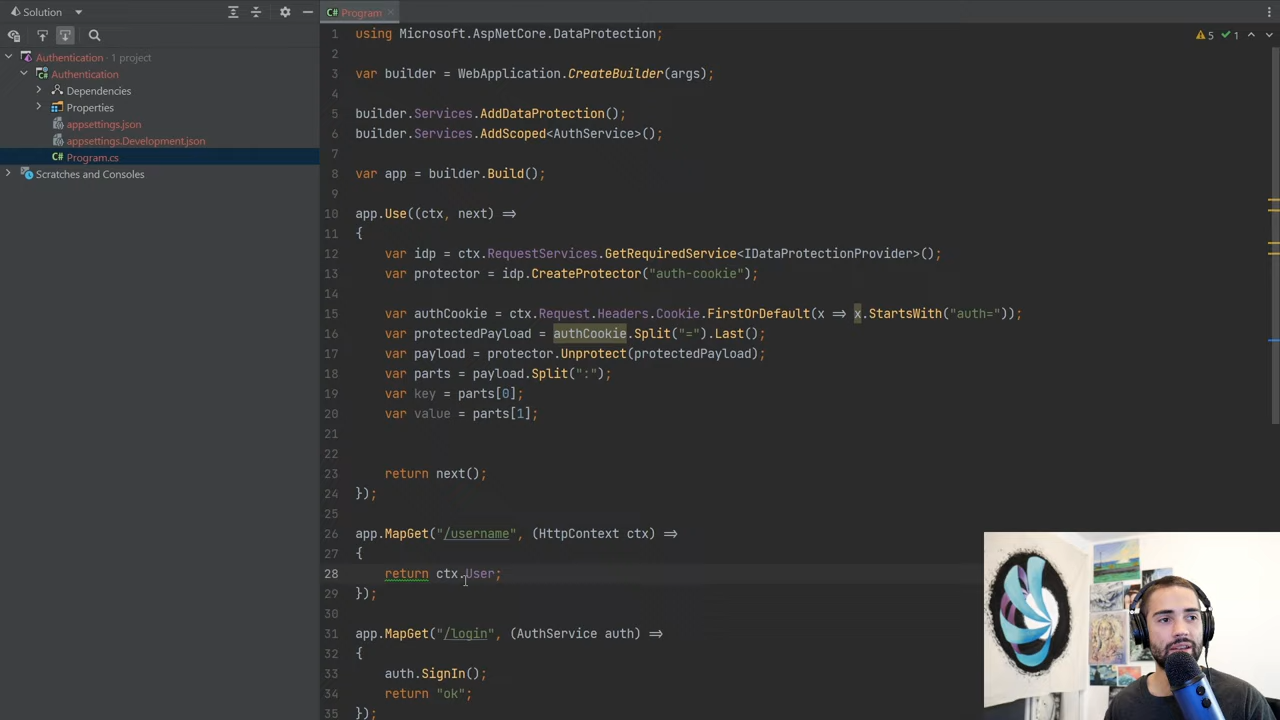 Solution
Authentication · 1 project
Authentication
Dependencies
Properties
appsettings.json
appsettings.Development.json
C# Program.cs
Scratches and Consoles
C# Program ×
5 1
1 using Microsoft.AspNetCore.DataProtection;
2
3 var builder = WebApplication.CreateBuilder(args);
4
5 builder.Services.AddDataProtection();
6 builder.Services.AddScoped<AuthService>();
7
8 var app = builder.Build();
9
10 app.Use((ctx, next) ⇒
11 {
12 var idp = ctx.RequestServices.GetRequiredService<IDataProtectionProvider>();
13 var protector = idp.CreateProtector("auth-cookie");
14
15 var authCookie = ctx.Request.Headers.Cookie.FirstOrDefault(x ⇒ x.StartsWith("auth="));
16 var protectedPayload = authCookie.Split("=").Last();
17 var payload = protector.Unprotect(protectedPayload);
18 var parts = payload.Split(":");
19 var key = parts[0];
20 var value = parts[1];
21
22
23 return next();
24 });
25
26 app.MapGet("/username", (HttpContext ctx) ⇒
27 {
28 return ctx.User;
29 });
30
31 app.MapGet("/login", (AuthService auth) ⇒
32 {
33 auth.SignIn();
34 return "ok";
35 });